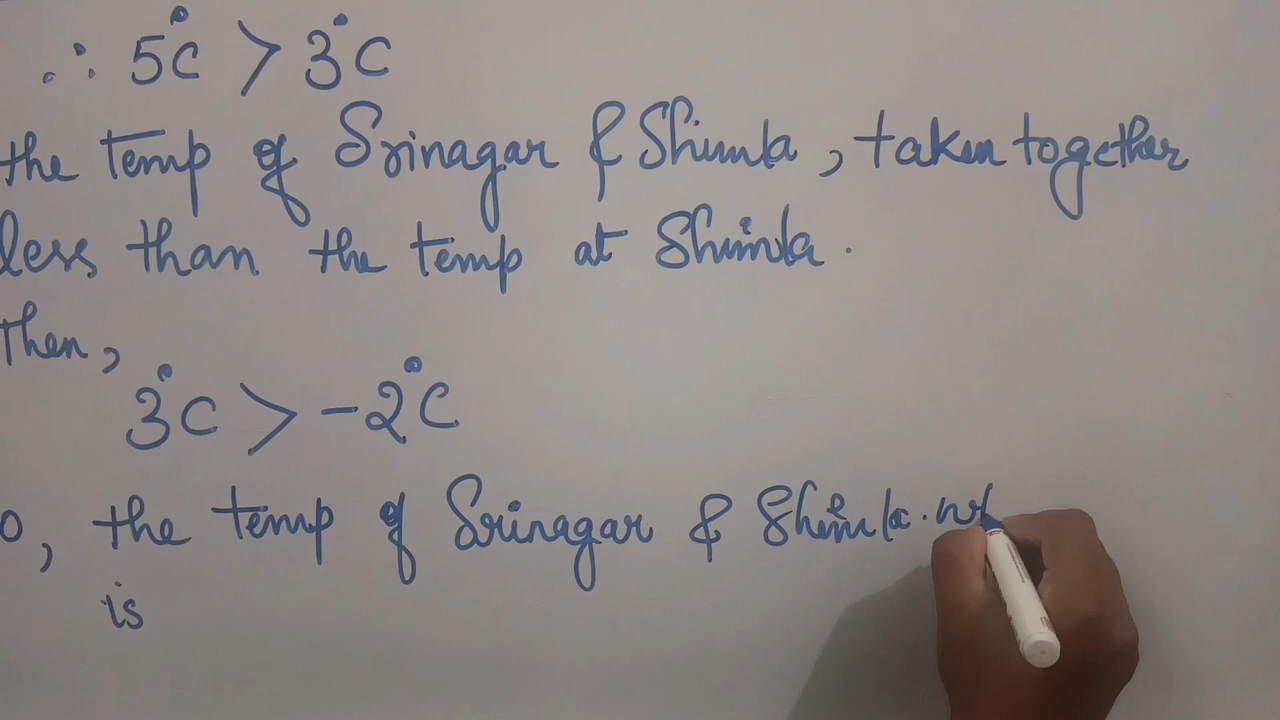 ∴ 5°C > 3°C
the temp of Srinagar & Shimla, taken together
less than the temp at Shimla.
then,
3°C > -2°C
o, the temp of Srinagar & Shimla.
is